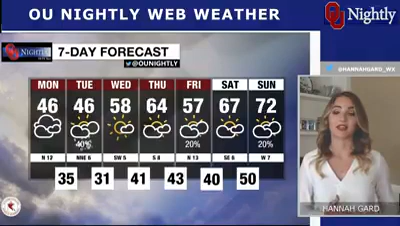 OU NIGHTLY WEB WEATHER
OU Nightly
NIGHTLY
7-DAY FORECAST
@OUNIGHTLY
@HANNAHGARD_WX
MON TUE WED THU FRI SAT SUN
46 46 58 64 57 67 72
40% 20% 20%
N 12 NNE 6 SW 5 S 8 N 13 SE 6 W 7
35 31 41 43 40 50
HANNAH GARD